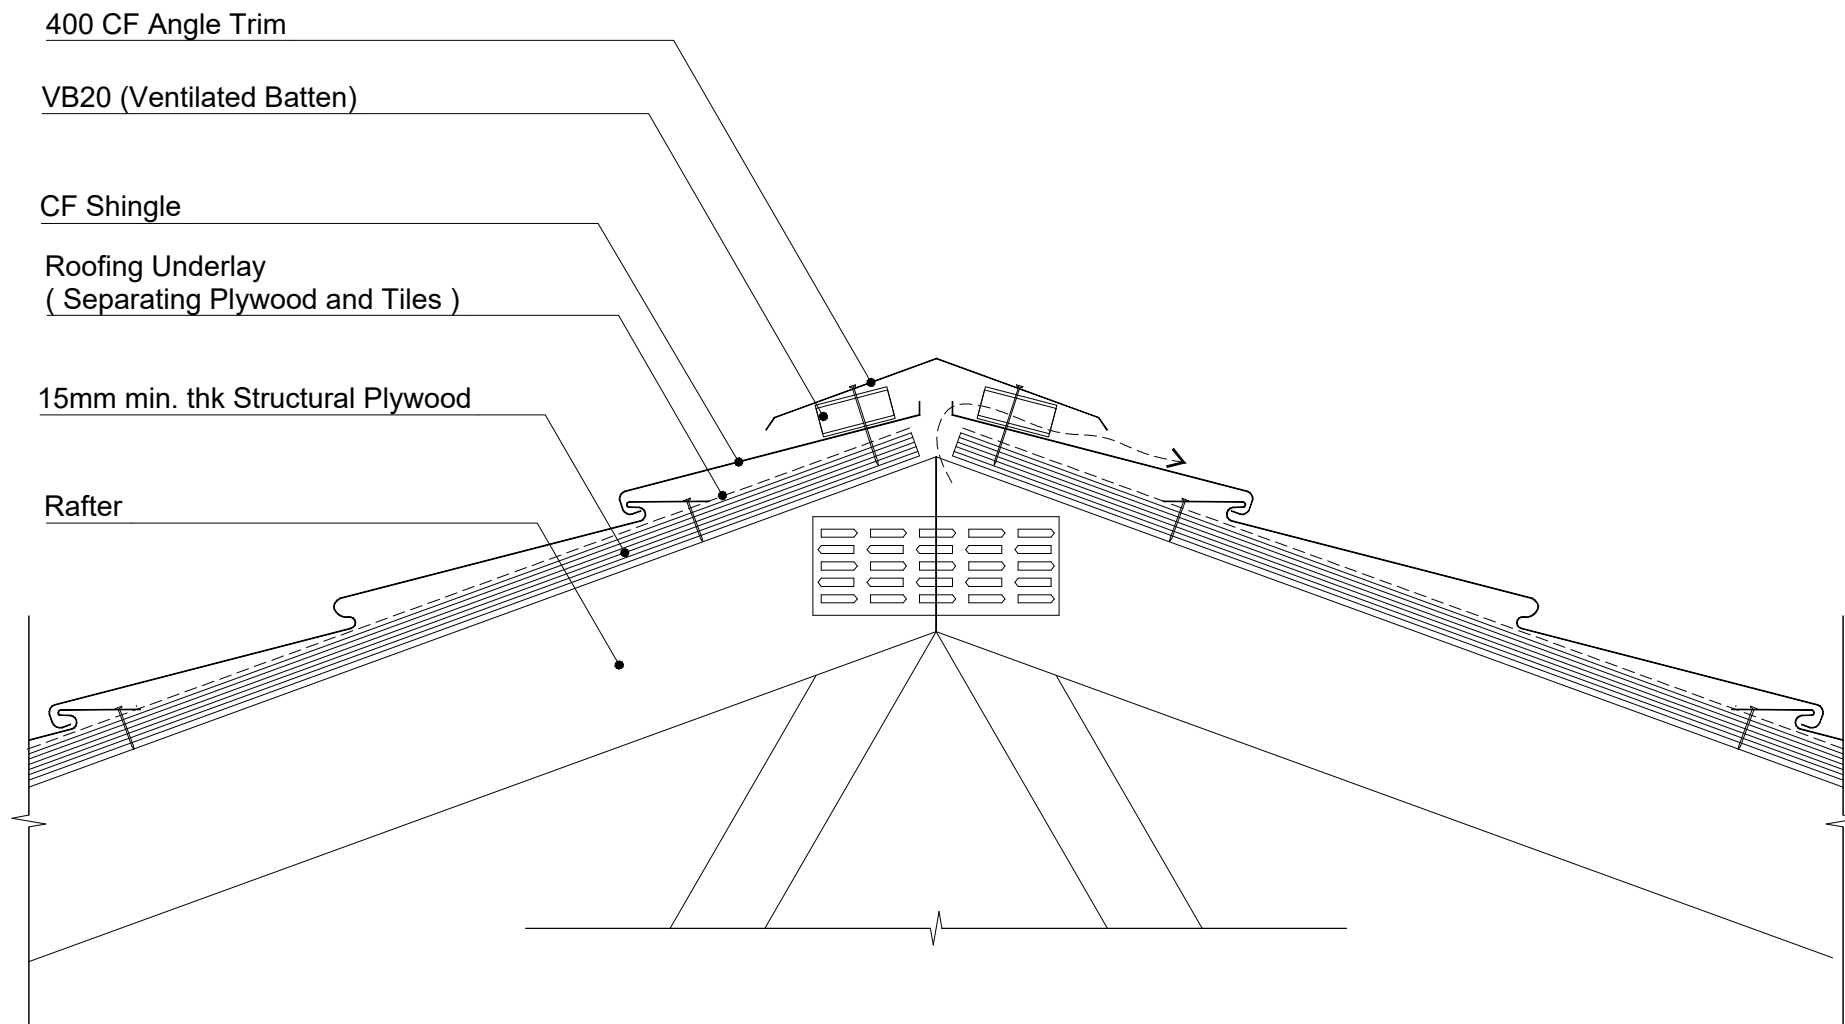 400 CF Angle Trim
VB20 (Ventilated Batten)
CF Shingle
Roofing Underlay
( Separating Plywood and Tiles )
15mm min. thk Structural Plywood
Rafter